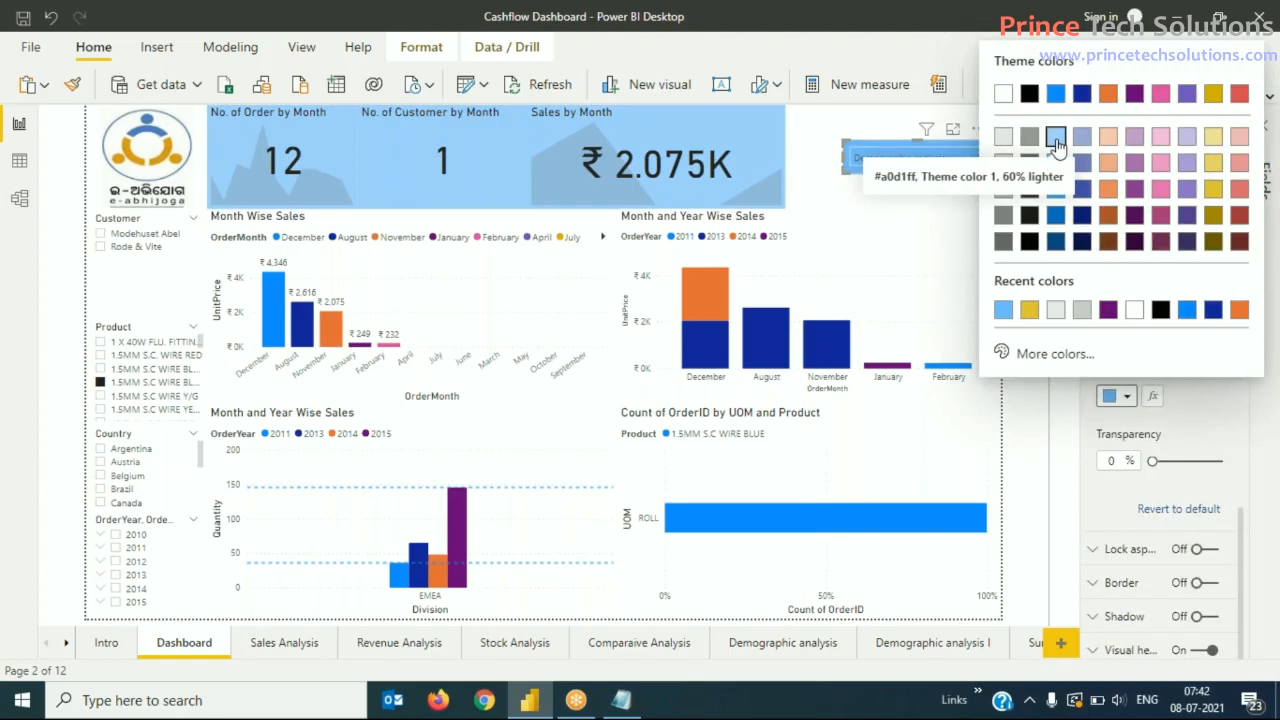 Cashflow Dashboard - Power BI Desktop
Sign in
Prince Tech Solutions
www.princetechsolutions.com
File
Home
Insert
Modeling
View
Help
Format
Data / Drill
Get data
Refresh
New visual
New measure
Theme colors
#a0d1ff, Theme color 1, 60% lighter
Recent colors
More colors...
fx
Transparency
0 %
Revert to default
Lock asp...
Off
Border
Off
Shadow
Off
Visual he...
On
ଇ-ଅଭିଯୋଗ
e-abhijoga
No. of Order by Month
12
No. of Customer by Month
1
Sales by Month
₹ 2.075K
Customer
Modehuset Abel
Rode & Vite
Product
1 X 40W FLU. FITTIN...
1.5MM S.C WIRE RED
1.5MM S.C WIRE BL...
1.5MM S.C WIRE BL...
1.5MM S.C WIRE Y/G
1.5MM S.C WIRE YE...
Country
Argentina
Austria
Belgium
Brazil
Canada
OrderYear, Orde...
2010
2011
2012
2013
2014
2015
Month Wise Sales
OrderMonth December August November January February April July
₹ 4,346
₹ 2,616
₹ 2,075
₹ 249
₹ 232
₹ 4K
₹ 2K
₹ 0K
UnitPrice
December August November January February April July June March May October September
OrderMonth
Month and Year Wise Sales
OrderYear 2011 2013 2014 2015
₹ 4K
₹ 2K
₹ 0K
UnitPrice
December August November January February
OrderMonth
Month and Year Wise Sales
OrderYear 2011 2013 2014 2015
200
150
100
50
0
Quantity
EMEA
Division
Count of OrderID by UOM and Product
Product 1.5MM S.C WIRE BLUE
UOM
ROLL
0% 50% 100%
Count of OrderID
Intro
Dashboard
Sales Analysis
Revenue Analysis
Stock Analysis
Comparaive Analysis
Demographic analysis
Demographic analysis I
Page 2 of 12
Type here to search
Links
ENG
07:42
08-07-2021
23